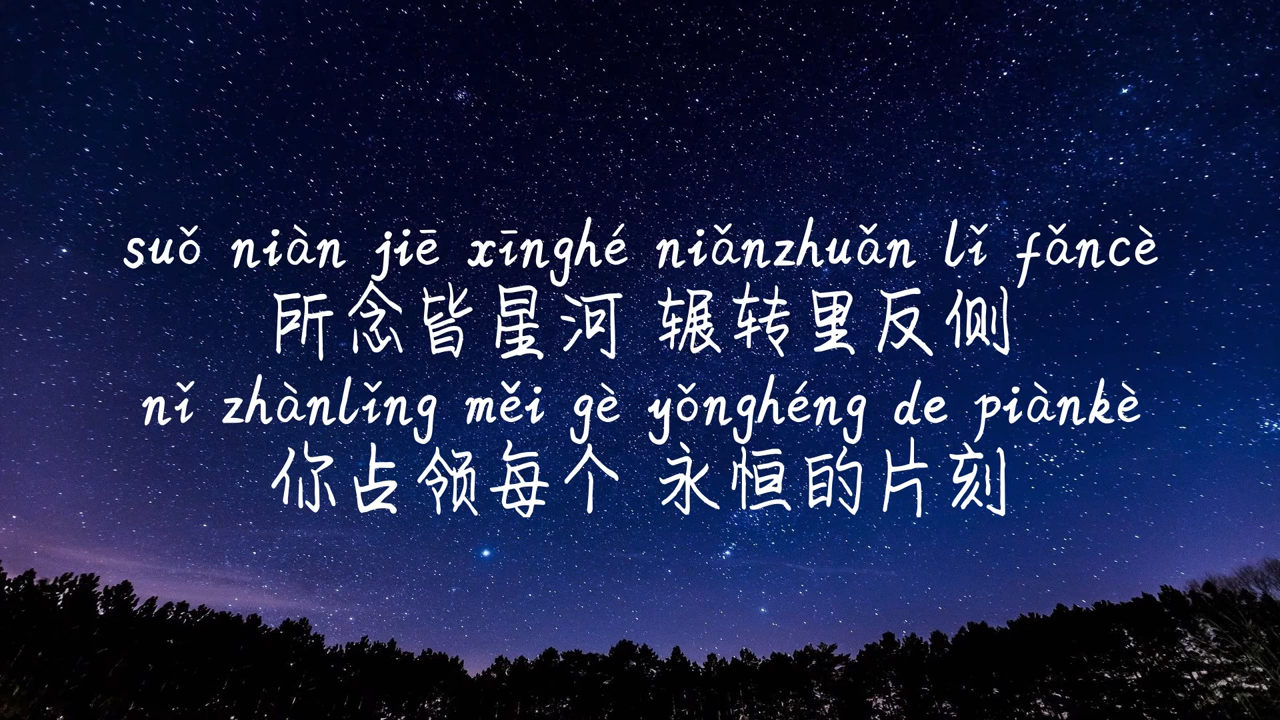 suǒ niàn jiē xīnghé niǎnzhuǎn lǐ fǎncè
所念皆星河 辗转里反侧
nǐ zhànlǐng měi gè yǒnghéng de piànkè
你占领每个 永恒的片刻